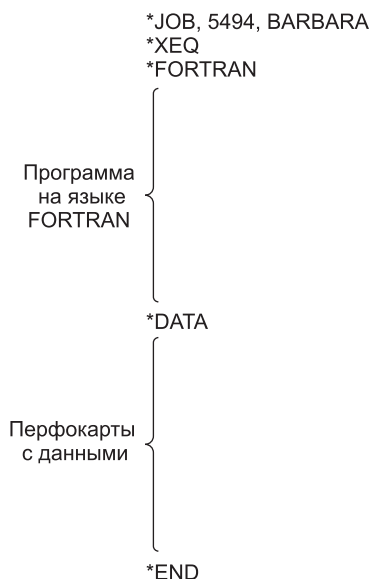 *JOB, 5494, BARBARA
*XEQ
*FORTRAN
Программа
на языке
FORTRAN
*DATA
Перфокарты
с данными
*END